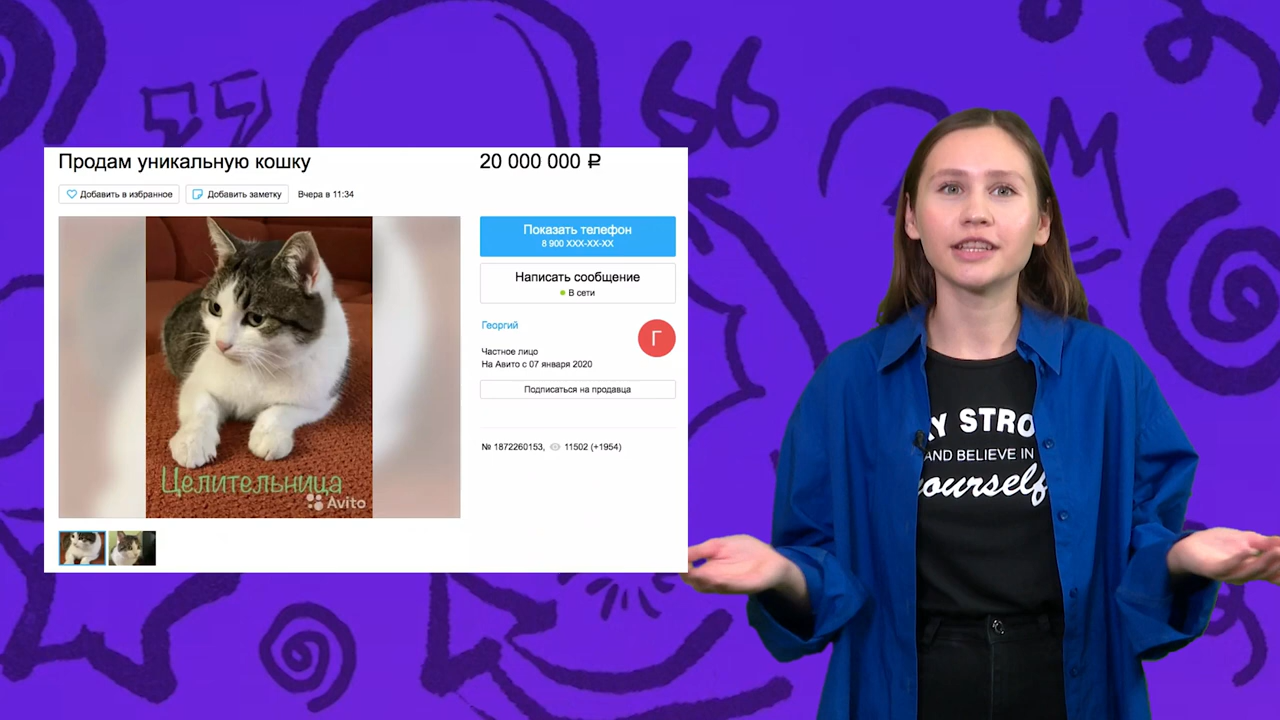 Продам уникальную кошку
20 000 000 ₽
Добавить в избранное
Добавить заметку
Вчера в 11:34
Показать телефон
8 900 XXX-XX-XX
Написать сообщение
В сети
Георгий
Г
Частное лицо
На Авито с 07 января 2020
Подписаться на продавца
№ 1872260153, 11502 (+1954)
Целительница
Avito
AY STRO
AND BELIEVE IN
yourself